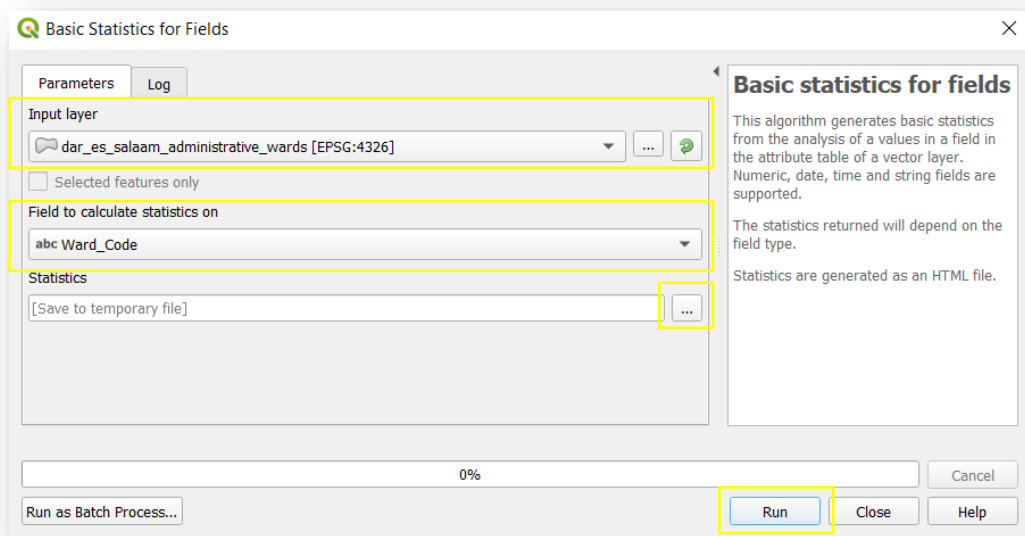 Basic Statistics for Fields
Parameters
Log
Input layer
dar_es_salaam_administrative_wards [EPSG:4326]
...
Selected features only
Field to calculate statistics on
abc Ward_Code
Statistics
[Save to temporary file]
...
Basic statistics for fields
This algorithm generates basic statistics
from the analysis of a values in a field in
the attribute table of a vector layer.
Numeric, date, time and string fields are
supported.
The statistics returned will depend on the
field type.
Statistics are generated as an HTML file.
0%
Cancel
Run as Batch Process...
Run
Close
Help